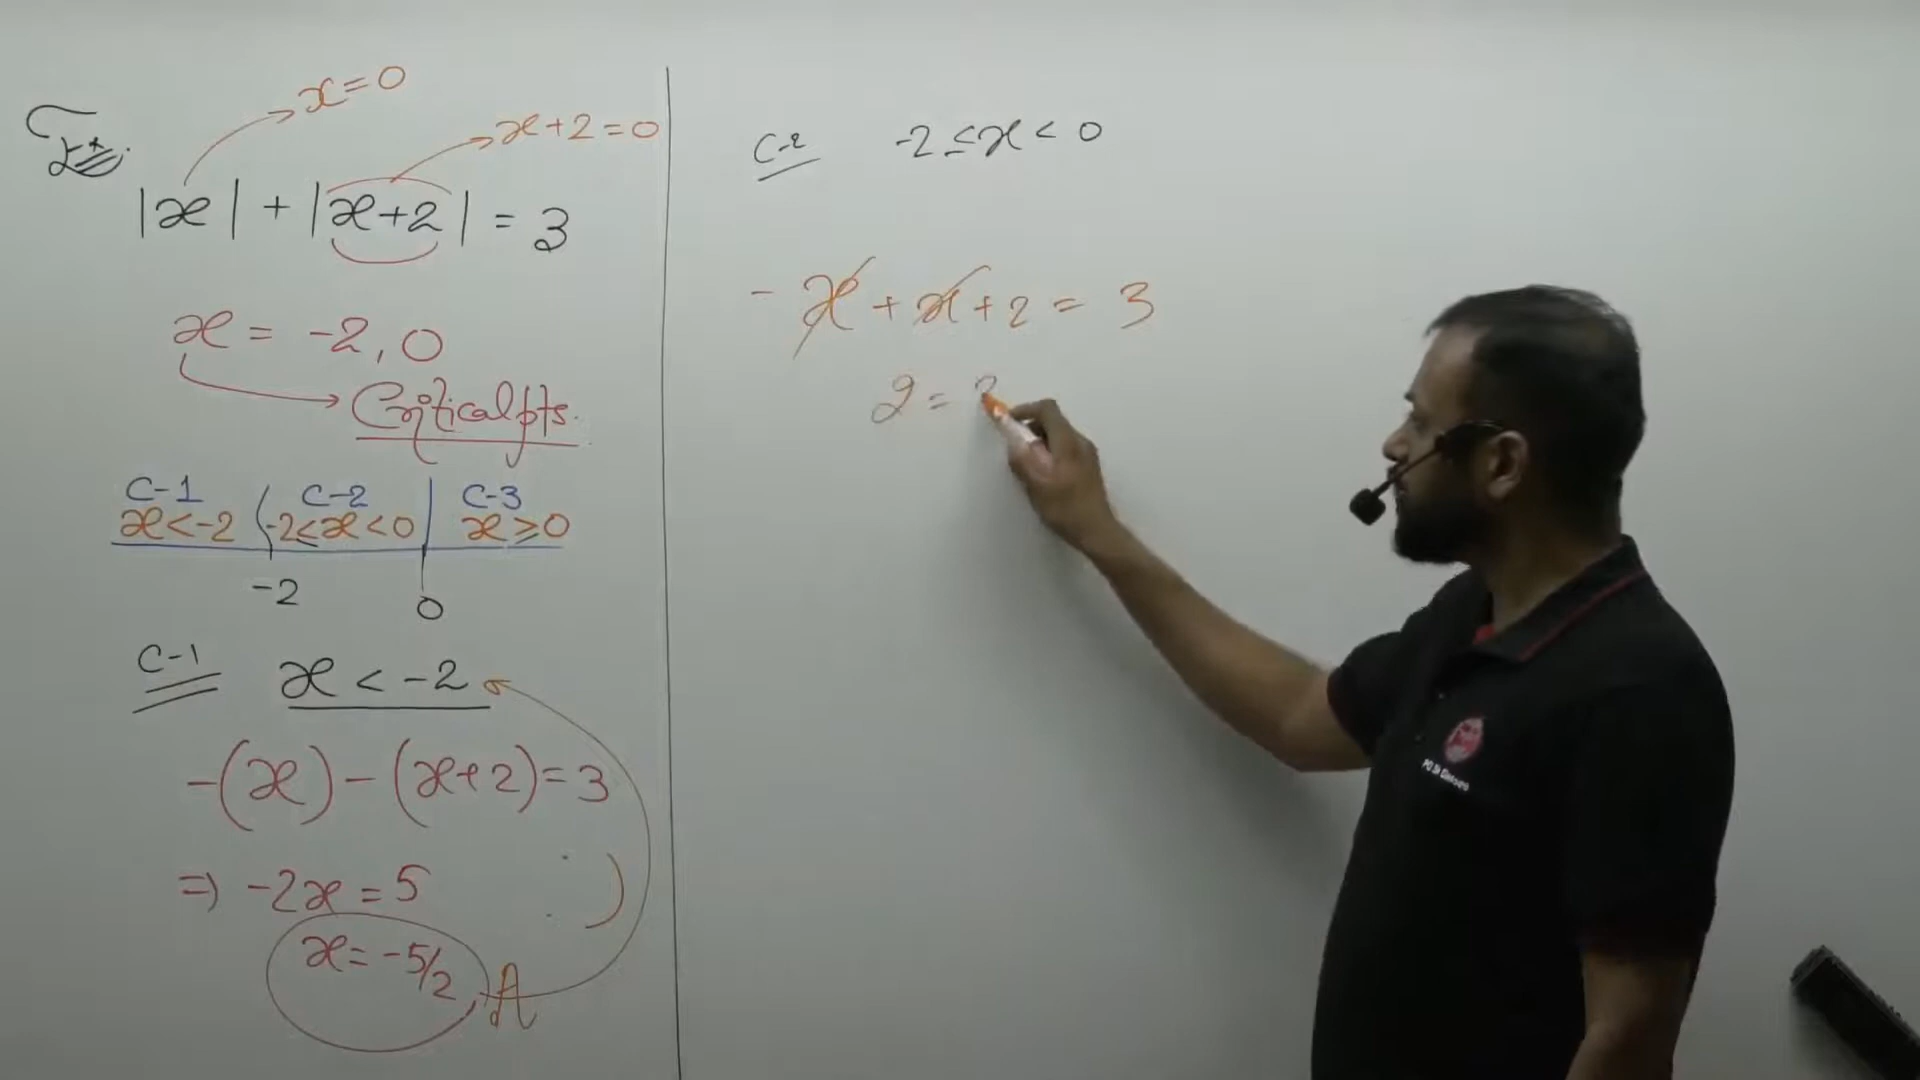 Ex.
x=0
x+2=0
|x| + |x+2| = 3
x = -2, 0
Critical pts.
C-1 C-2 C-3
x<-2 -2≤x<0 x≥0
-2 0
C-1 x < -2
-(x) - (x+2) = 3
⇒ -2x = 5
x = -5/2, A
C-2 -2 ≤ x < 0
- x + x + 2 = 3
2 = 3